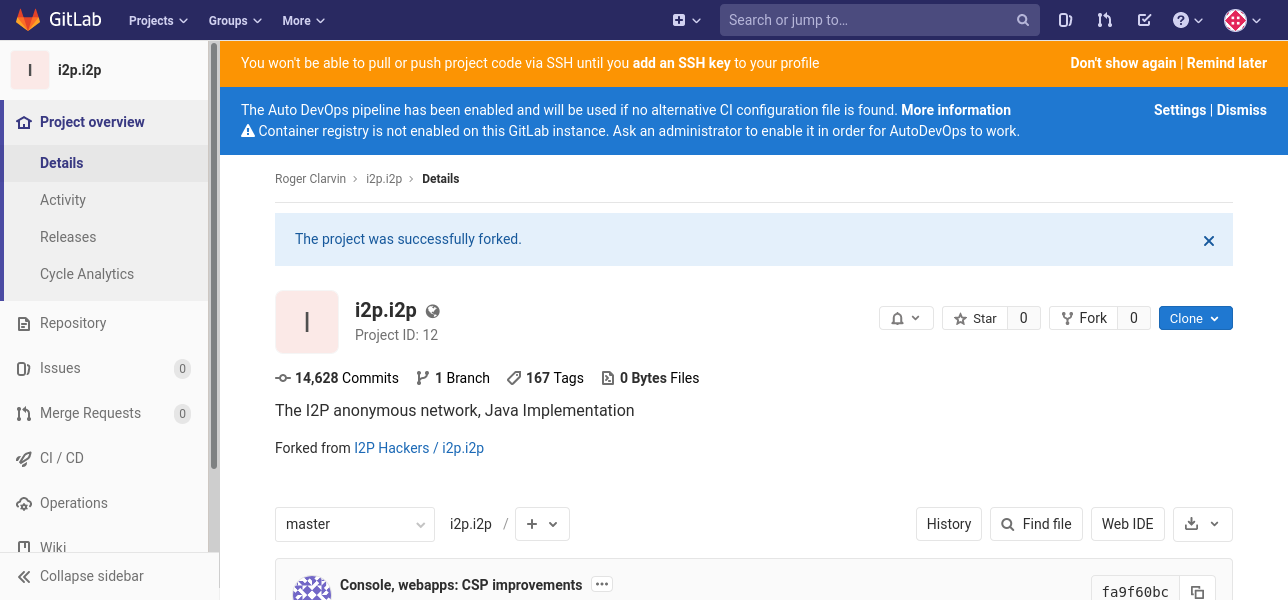 GitLab Projects Groups More Search or jump to…
I i2p.i2p
Project overview
Details
Activity
Releases
Cycle Analytics
Repository
Issues 0
Merge Requests 0
CI / CD
Operations
Wiki
Collapse sidebar
You won't be able to pull or push project code via SSH until you add an SSH key to your profile Don't show again | Remind later
The Auto DevOps pipeline has been enabled and will be used if no alternative CI configuration file is found. More information Settings | Dismiss
Container registry is not enabled on this GitLab instance. Ask an administrator to enable it in order for AutoDevOps to work.
Roger Clarvin > i2p.i2p > Details
The project was successfully forked.
I i2p.i2p
Project ID: 12
Star 0 Fork 0 Clone
14,628 Commits 1 Branch 167 Tags 0 Bytes Files
The I2P anonymous network, Java Implementation
Forked from I2P Hackers / i2p.i2p
master i2p.i2p / + History Find file Web IDE
Console, webapps: CSP improvements ... fa9f60bc